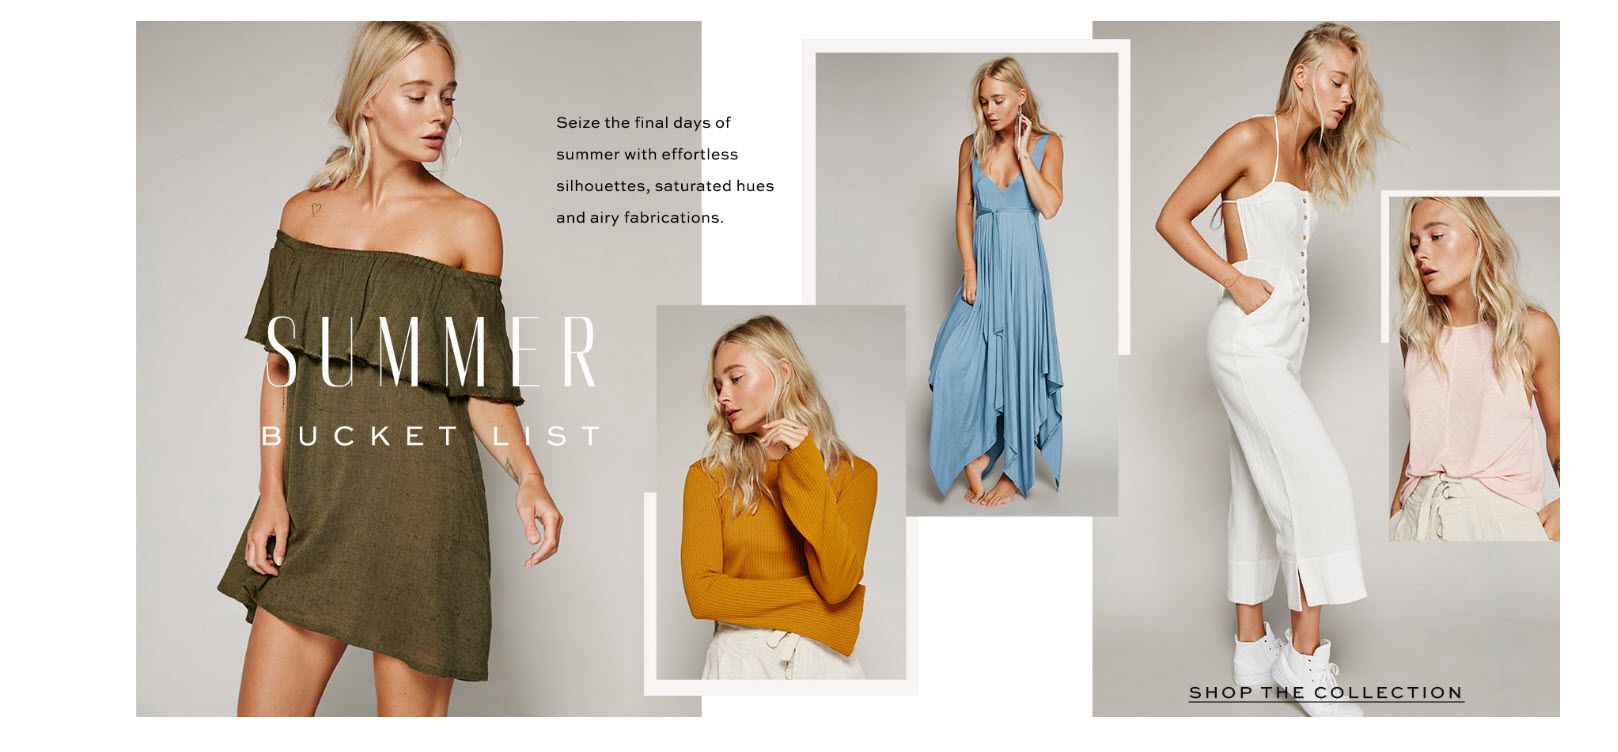 SUMMER
BUCKET LIST
Seize the final days of
summer with effortless
silhouettes, saturated hues
and airy fabrications.
SHOP THE COLLECTION